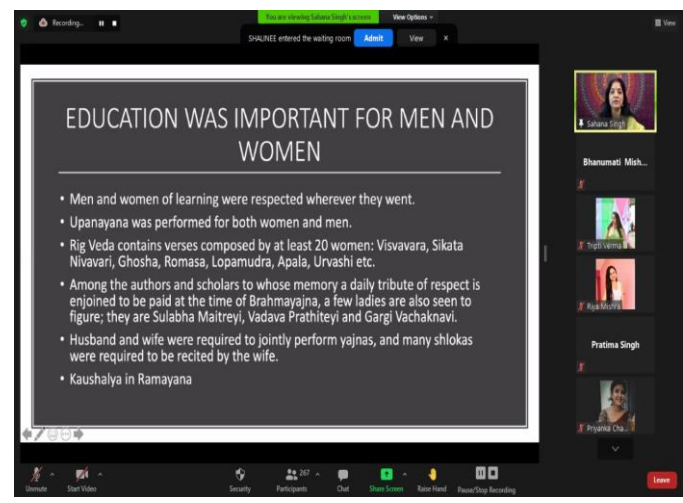 You are viewing Sahana Singh's screen
View Options
Recording...
View
SHALINEE entered the waiting room
Admit
View
x
EDUCATION WAS IMPORTANT FOR MEN AND
WOMEN
• Men and women of learning were respected wherever they went.
• Upanayana was performed for both women and men.
• Rig Veda contains verses composed by at least 20 women: Visvavara, Sikata
Nivavari, Ghosha, Romasa, Lopamudra, Apala, Urvashi etc.
• Among the authors and scholars to whose memory a daily tribute of respect is
enjoined to be paid at the time of Brahmayajna, a few ladies are also seen to
figure; they are Sulabha Maitreyi, Vadava Prathiteyi and Gargi Vachaknavi.
• Husband and wife were required to jointly perform yajnas, and many shlokas
were required to be recited by the wife.
• Kaushalya in Ramayana
Sahana Singh
Bhanumati Mish...
Tripti Verma
Riya Mishra
Pratima Singh
Priyanka Cha...
Unmute
Start Video
Security
267
Participants
Chat
Share Screen
Raise Hand
Pause/Stop Recording
Leave